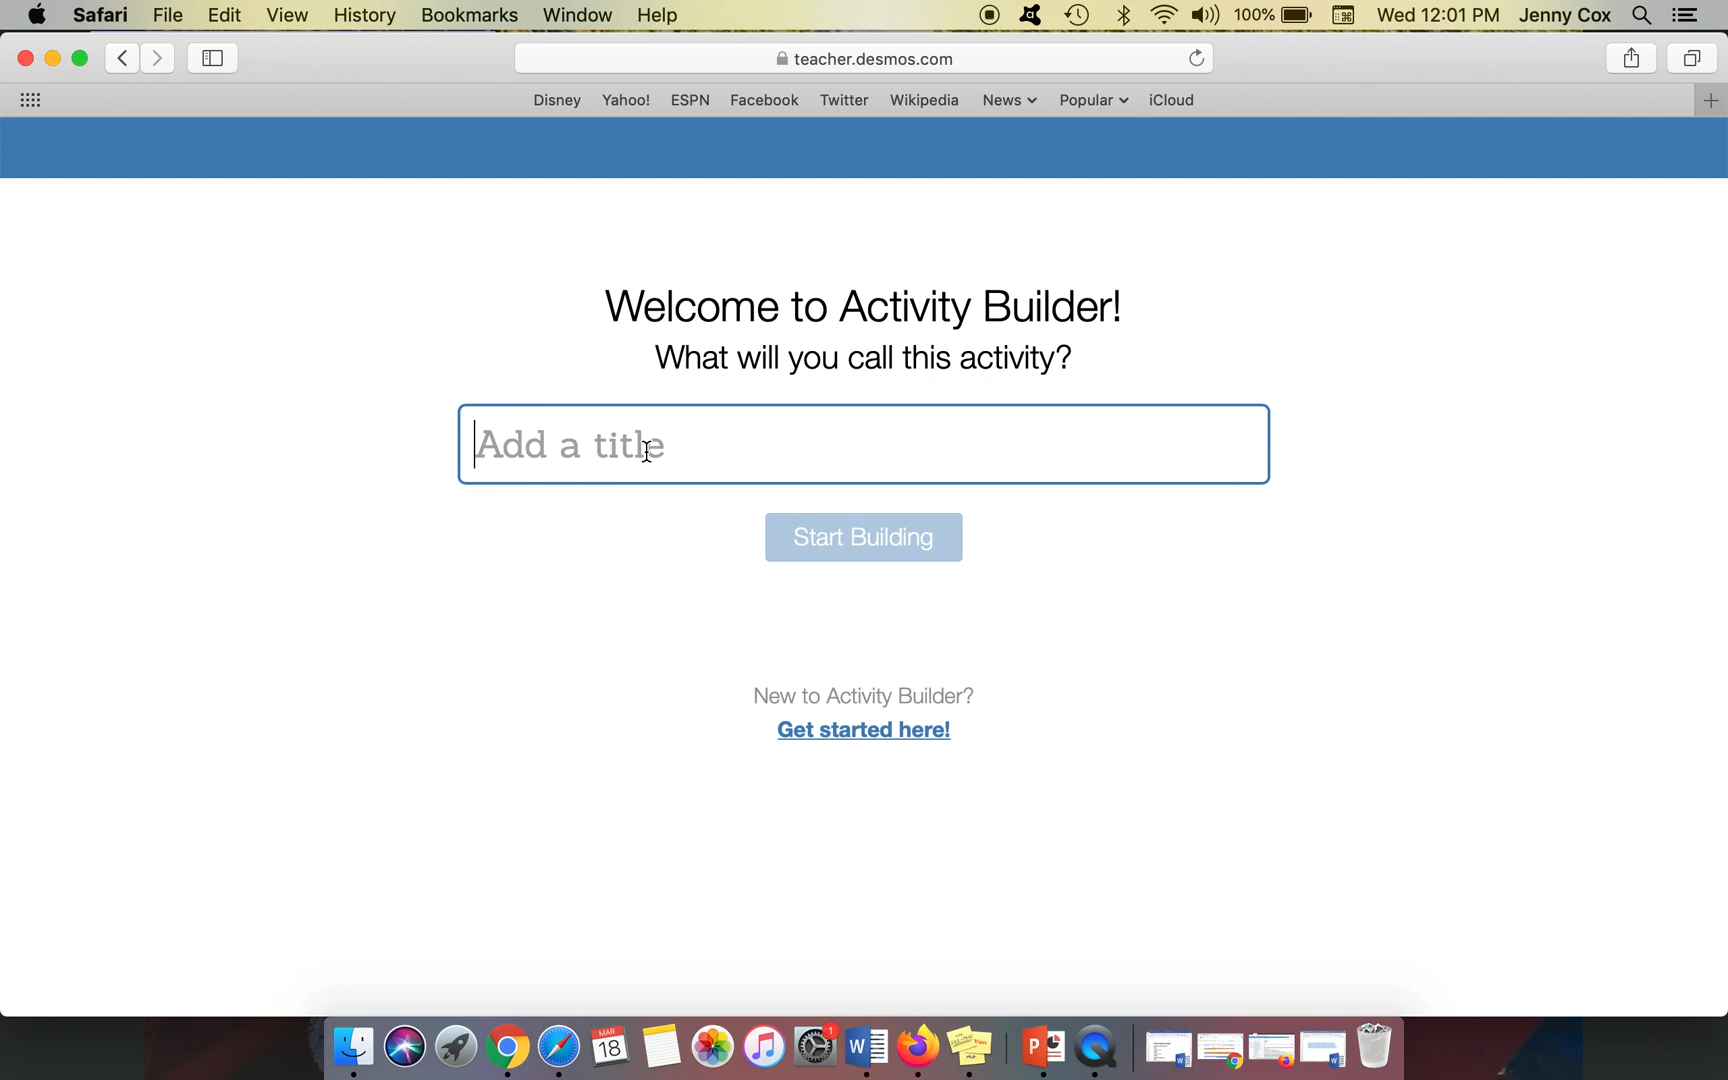 Safari File Edit View History Bookmarks Window Help 100% Wed 12:01 PM Jenny Cox
teacher.desmos.com
Disney Yahoo! ESPN Facebook Twitter Wikipedia News Popular iCloud
Welcome to Activity Builder!
What will you call this activity?
Add a title
Start Building
New to Activity Builder?
Get started here!
MAR
18
1